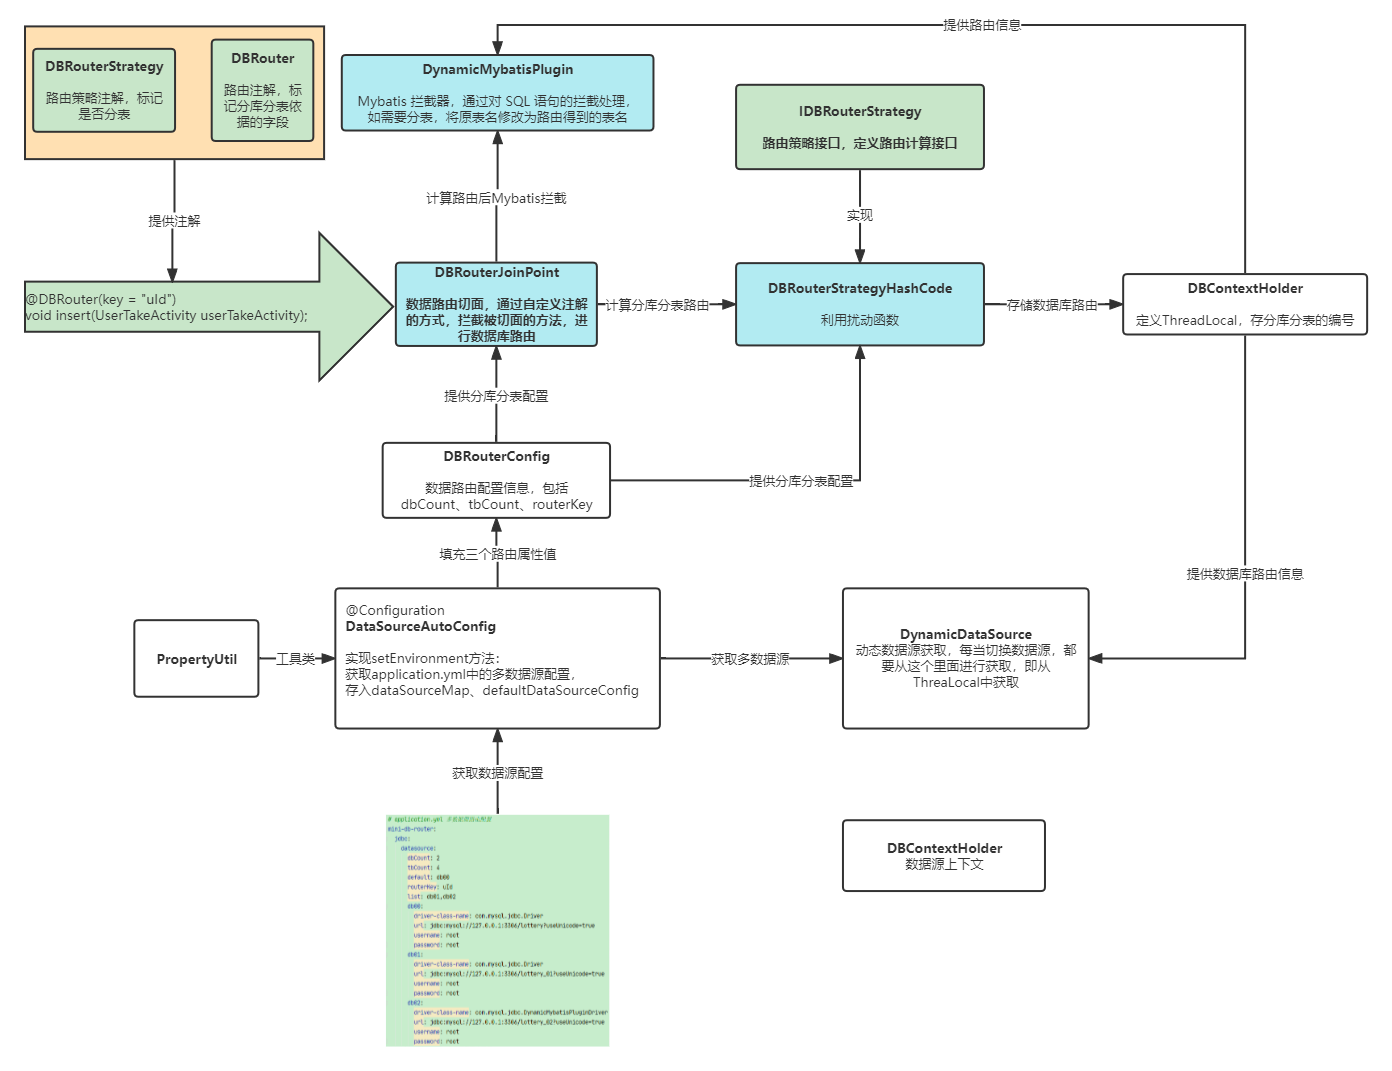 提供路由信息
DBRouterStrategy
路由策略注解，标记
是否分表
DBRouter
路由注解，标
记分库分表依
据的字段
DynamicMybatisPlugin
Mybatis 拦截器，通过对 SQL 语句的拦截处理，
如需要分表，将原表名修改为路由得到的表名
IDBRouterStrategy
路由策略接口，定义路由计算接口
计算路由后Mybatis拦截
提供注解
实现
@DBRouter(key = "uId")
void insert(UserTakeActivity userTakeActivity);
DBRouterJoinPoint
数据路由切面，通过自定义注解
的方式，拦截被切面的方法，进
行数据库路由
计算分库分表路由
DBRouterStrategyHashCode
利用扰动函数
存储数据库路由
DBContextHolder
定义ThreadLocal，存分库分表的编号
提供分库分表配置
DBRouterConfig
数据路由配置信息，包括
dbCount、tbCount、routerKey
提供分库分表配置
填充三个路由属性值
提供数据库路由信息
PropertyUtil
工具类
@Configuration
DataSourceAutoConfig
实现setEnvironment方法：
获取application.yml中的多数据源配置，
存入dataSourceMap、defaultDataSourceConfig
获取多数据源
DynamicDataSource
动态数据源获取，每当切换数据源，都
要从这个里面进行获取，即从
ThreaLocal中获取
获取数据源配置
# application.yml
mini-db-router:
jdbc:
datasource:
dbCount: 2
tbCount: 4
default: db00
routerKey: uId
list: db01,db02
db00:
driver-class-name: com.mysql.jdbc.Driver
url: jdbc:mysql://127.0.0.1:3306/lottery?useUnicode=true
username: root
password: root
db01:
driver-class-name: com.mysql.jdbc.Driver
url: jdbc:mysql://127.0.0.1:3306/lottery_01?useUnicode=true
username: root
password: root
db02:
driver-class-name: com.mysql.jdbc.DynamicMybatisPluginDriver
url: jdbc:mysql://127.0.0.1:3306/lottery_02?useUnicode=true
username: root
password: root
DBContextHolder
数据源上下文